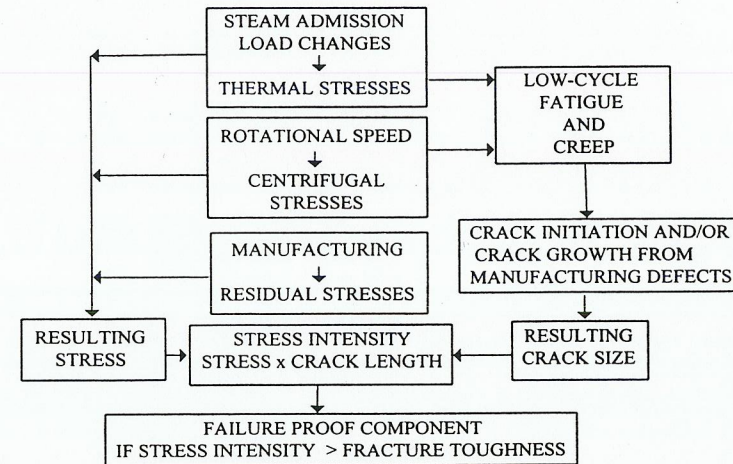 STEAM ADMISSION
LOAD CHANGES
THERMAL STRESSES
LOW-CYCLE
FATIGUE
AND
CREEP
ROTATIONAL SPEED
CENTRIFUGAL
STRESSES
MANUFACTURING
RESIDUAL STRESSES
CRACK INITIATION AND/OR
CRACK GROWTH FROM
MANUFACTURING DEFECTS
RESULTING
STRESS
STRESS INTENSITY
STRESS x CRACK LENGTH
RESULTING
CRACK SIZE
FAILURE PROOF COMPONENT
IF STRESS INTENSITY > FRACTURE TOUGHNESS